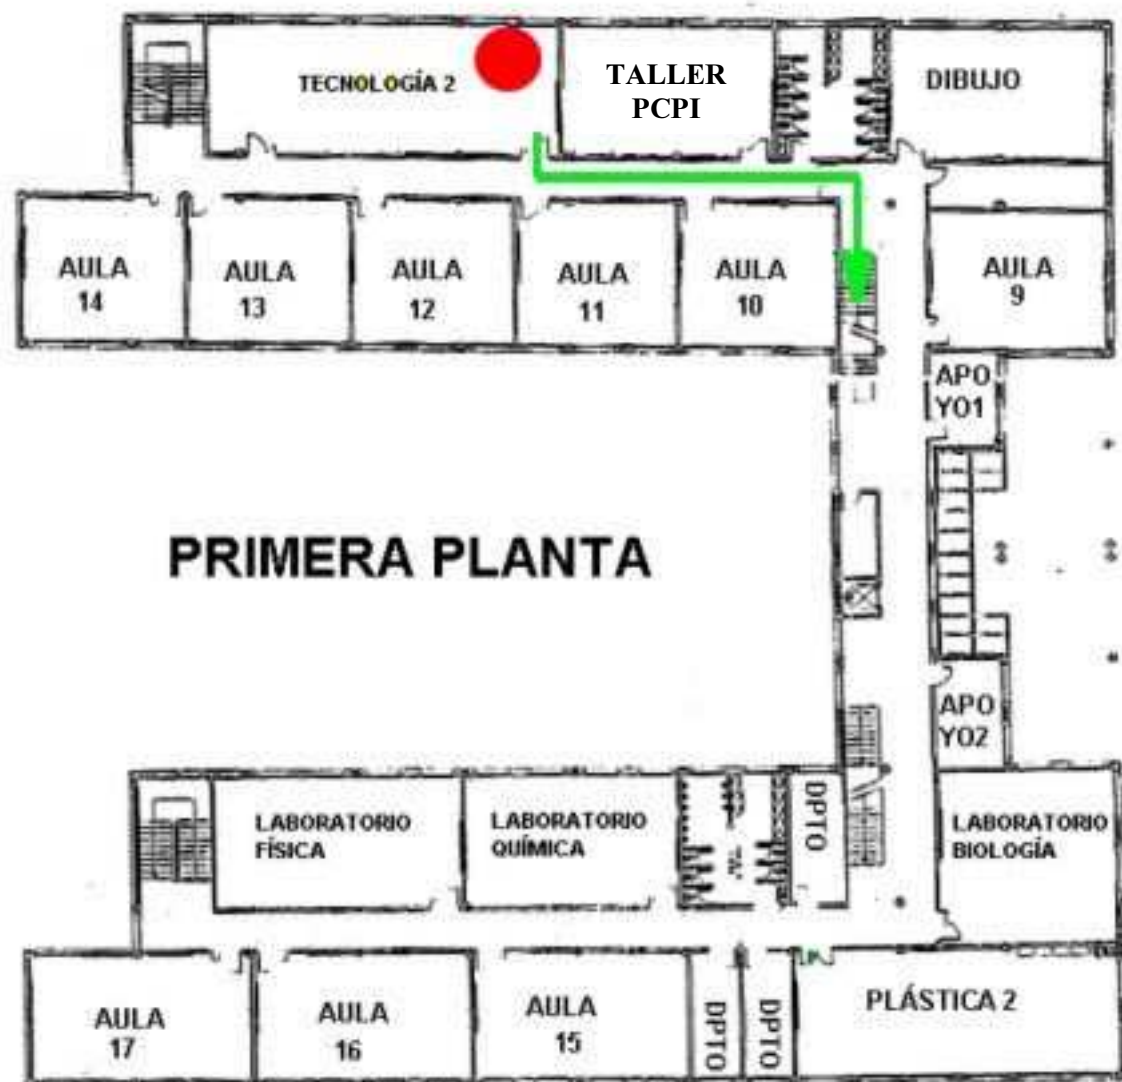 TECNOLOGÍA 2
TALLER
PCPI
DIBUJO
AULA
14
AULA
13
AULA
12
AULA
11
AULA
10
AULA
9
APO
YO1
PRIMERA PLANTA
APO
YO2
LABORATORIO
FÍSICA
LABORATORIO
QUÍMICA
DPTO
LABORATORIO
BIOLOGÍA
AULA
17
AULA
16
AULA
15
DPTO
DPTO
PLÁSTICA 2